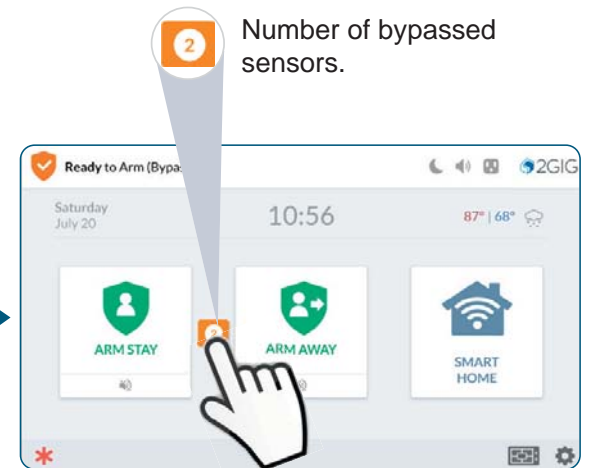 2
Number of bypassed
sensors.
Ready to Arm (Bypa
2GIG
Saturday
July 20
10:56
87° | 68°
2
ARM STAY
ARM AWAY
SMART
HOME